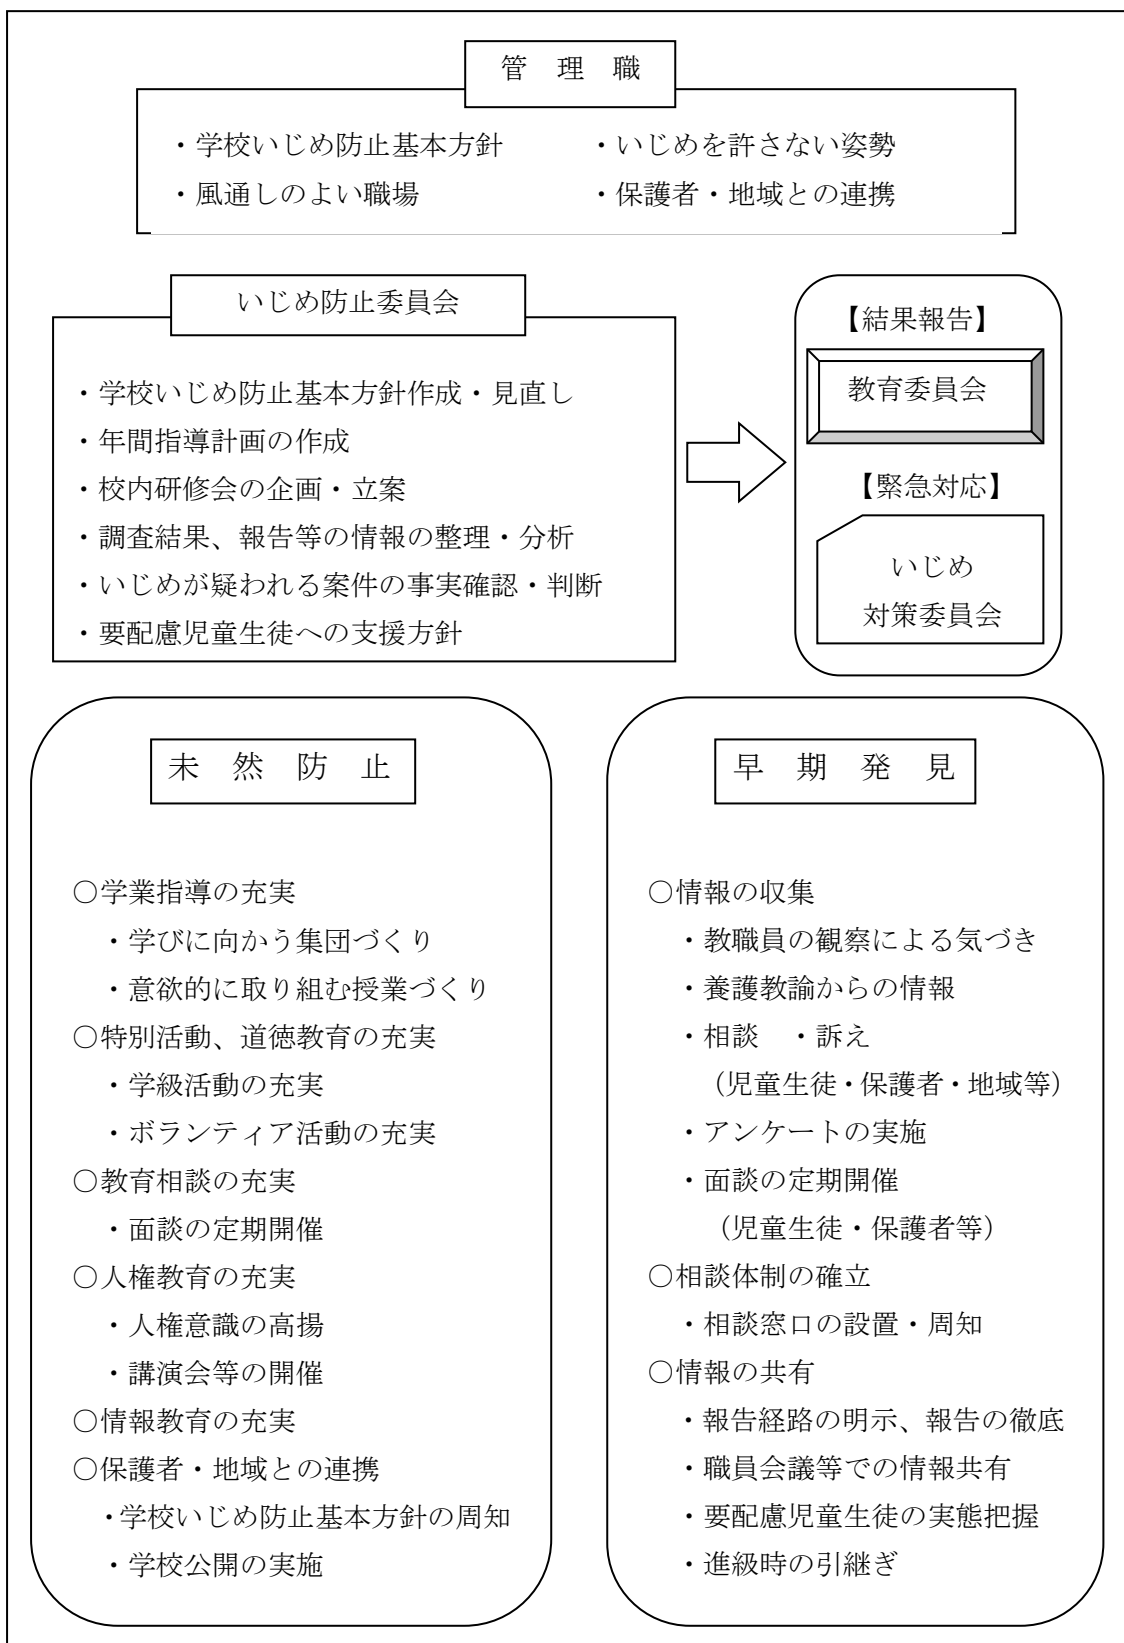 管　理　職
・学校いじめ防止基本方針　・いじめを許さない姿勢
・風通しのよい職場　・保護者・地域との連携
いじめ防止委員会
・学校いじめ防止基本方針作成・見直し
・年間指導計画の作成
・校内研修会の企画・立案
・調査結果、報告等の情報の整理・分析
・いじめが疑われる案件の事実確認・判断
・要配慮児童生徒への支援方針
【結果報告】
教育委員会
【緊急対応】
いじめ
対策委員会
未　然　防　止
○学業指導の充実
・学びに向かう集団づくり
・意欲的に取り組む授業づくり
○特別活動、道徳教育の充実
・学級活動の充実
・ボランティア活動の充実
○教育相談の充実
・面談の定期開催
○人権教育の充実
・人権意識の高揚
・講演会等の開催
○情報教育の充実
○保護者・地域との連携
・学校いじめ防止基本方針の周知
・学校公開の実施
早　期　発　見
○情報の収集
・教職員の観察による気づき
・養護教諭からの情報
・相談　・訴え
（児童生徒・保護者・地域等）
・アンケートの実施
・面談の定期開催
（児童生徒・保護者等）
○相談体制の確立
・相談窓口の設置・周知
○情報の共有
・報告経路の明示、報告の徹底
・職員会議等での情報共有
・要配慮児童生徒の実態把握
・進級時の引継ぎ